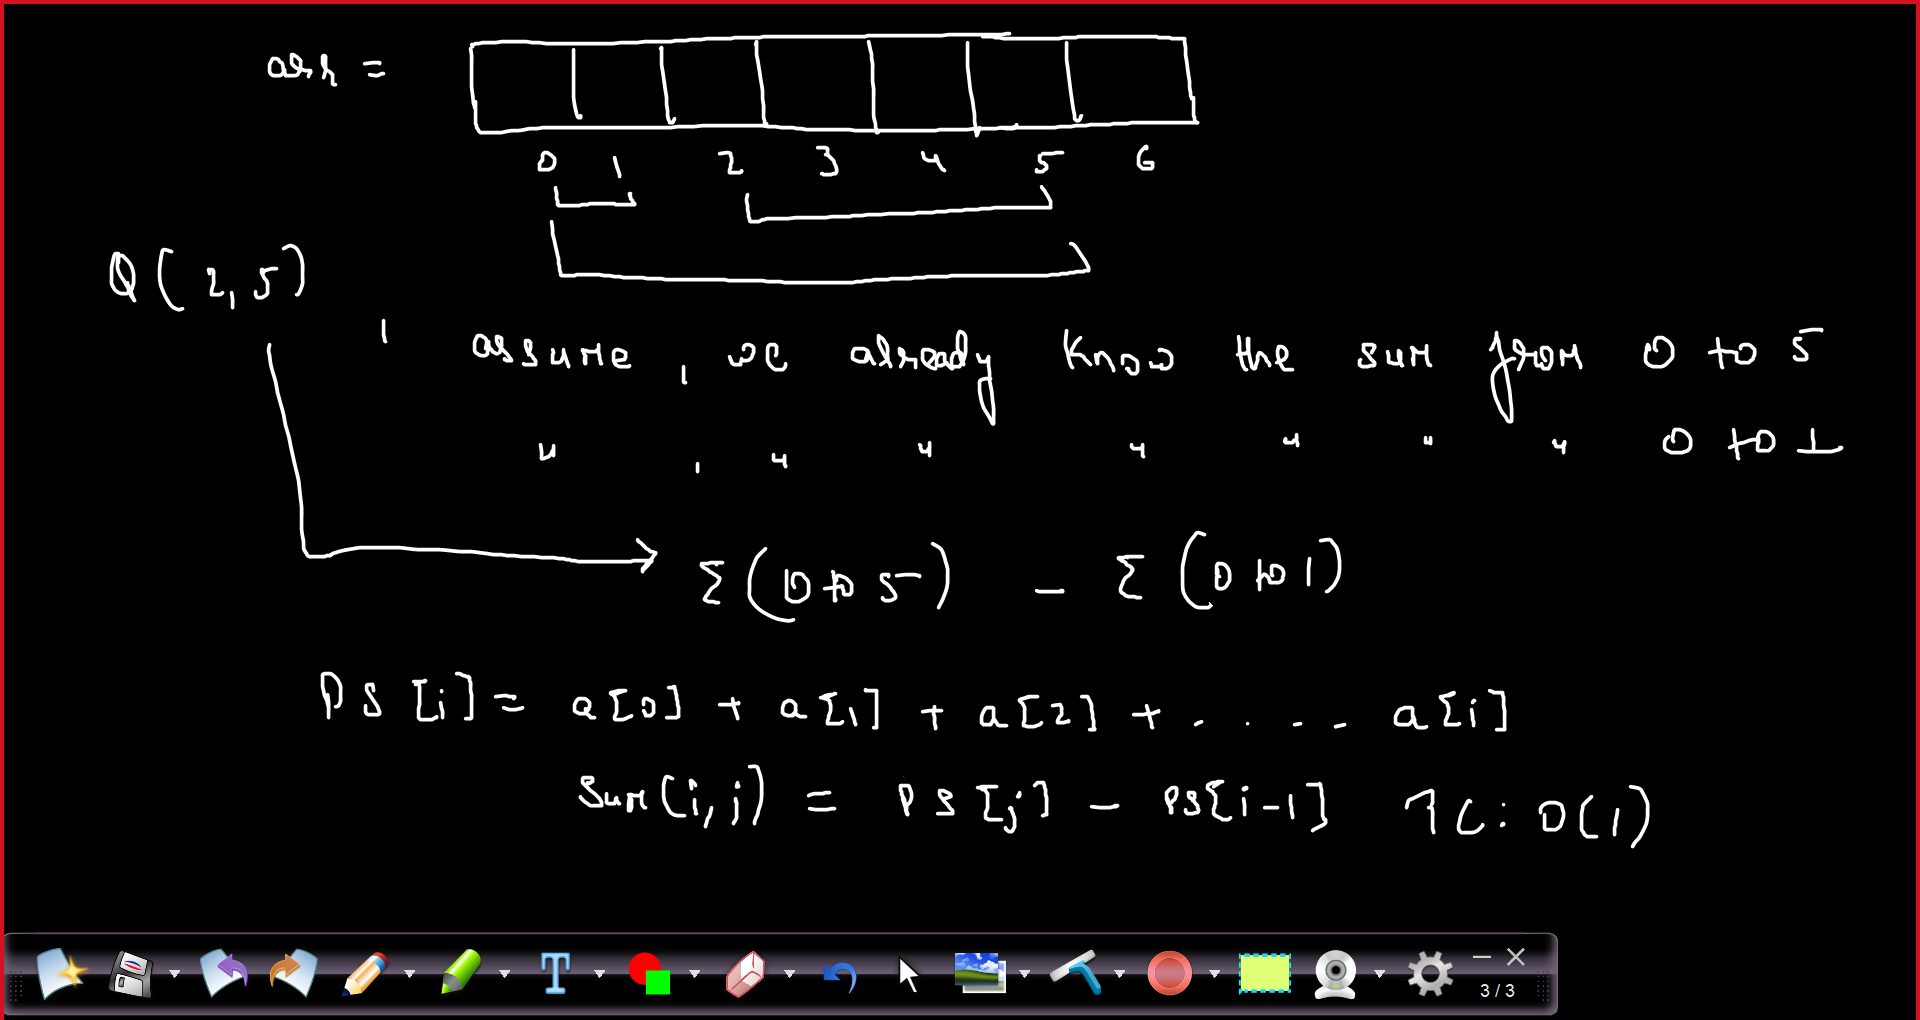 arr =
0 1 2 3 4 5 6
Q( 2, 5)
' assume, we already know the sum from 0 to 5
" , " " " " " " 0 to 1
Σ (0 to 5) - Σ (0 to 1)
PS [i] = a[0] + a[1] + a[2] + . . . . a[i]
Sum(i,j) = PS[j] - PS[i-1] TC: O(1)
3 / 3